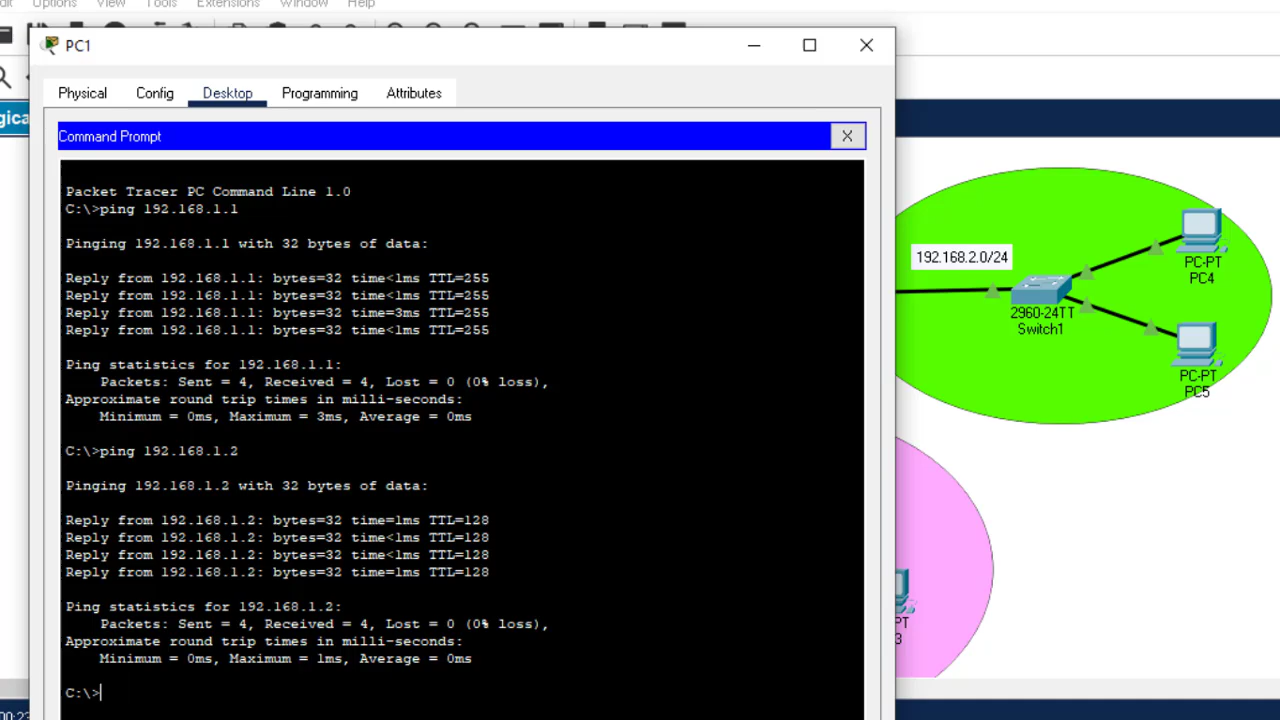 Options View Tools Extensions Window Help
PC1
Physical Config Desktop Programming Attributes
Command Prompt
X
Packet Tracer PC Command Line 1.0
C:\>ping 192.168.1.1
Pinging 192.168.1.1 with 32 bytes of data:
Reply from 192.168.1.1: bytes=32 time<1ms TTL=255
Reply from 192.168.1.1: bytes=32 time<1ms TTL=255
Reply from 192.168.1.1: bytes=32 time=3ms TTL=255
Reply from 192.168.1.1: bytes=32 time<1ms TTL=255
Ping statistics for 192.168.1.1:
Packets: Sent = 4, Received = 4, Lost = 0 (0% loss),
Approximate round trip times in milli-seconds:
Minimum = 0ms, Maximum = 3ms, Average = 0ms
C:\>ping 192.168.1.2
Pinging 192.168.1.2 with 32 bytes of data:
Reply from 192.168.1.2: bytes=32 time=1ms TTL=128
Reply from 192.168.1.2: bytes=32 time<1ms TTL=128
Reply from 192.168.1.2: bytes=32 time<1ms TTL=128
Reply from 192.168.1.2: bytes=32 time=1ms TTL=128
Ping statistics for 192.168.1.2:
Packets: Sent = 4, Received = 4, Lost = 0 (0% loss),
Approximate round trip times in milli-seconds:
Minimum = 0ms, Maximum = 1ms, Average = 0ms
C:\>
192.168.2.0/24
2960-24TT
Switch1
PC-PT
PC4
PC-PT
PC5
PT
3